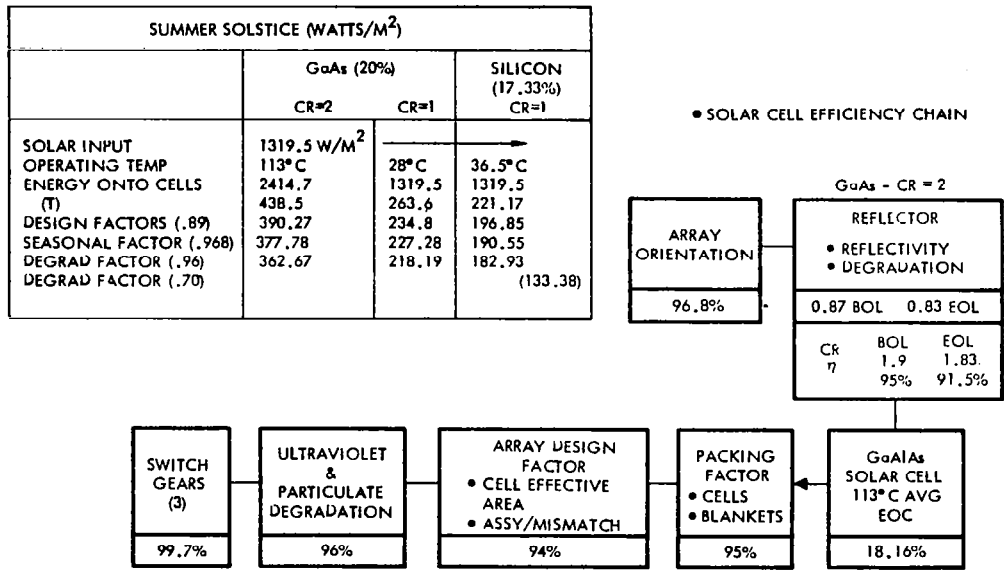 SUMMER SOLSTICE (WATTS/M²)
GaAs (20%) SILICON
(17.33%)
CR=2 CR=1 CR=1
SOLAR INPUT 1319.5 W/M²
OPERATING TEMP 113°C 28°C 36.5°C
ENERGY ONTO CELLS 2414.7 1319.5 1319.5
(T) 438.5 263.6 221.17
DESIGN FACTORS (.89) 390.27 234.8 196.85
SEASONAL FACTOR (.968) 377.78 227.28 190.55
DEGRAD FACTOR (.96) 362.67 218.19 182.93
DEGRAD FACTOR (.70) (133.38)
• SOLAR CELL EFFICIENCY CHAIN
GaAs - CR = 2
ARRAY
ORIENTATION
96.8%
REFLECTOR
• REFLECTIVITY
• DEGRADATION
0.87 BOL 0.83 EOL
BOL EOL
CR 1.9 1.83
η 95% 91.5%
SWITCH
GEARS
(3)
99.7%
ULTRAVIOLET
&
PARTICULATE
DEGRADATION
96%
ARRAY DESIGN
FACTOR
• CELL EFFECTIVE
AREA
• ASSY/MISMATCH
94%
PACKING
FACTOR
• CELLS
• BLANKETS
95%
GaAlAs
SOLAR CELL
113°C AVG
EOC
18.16%